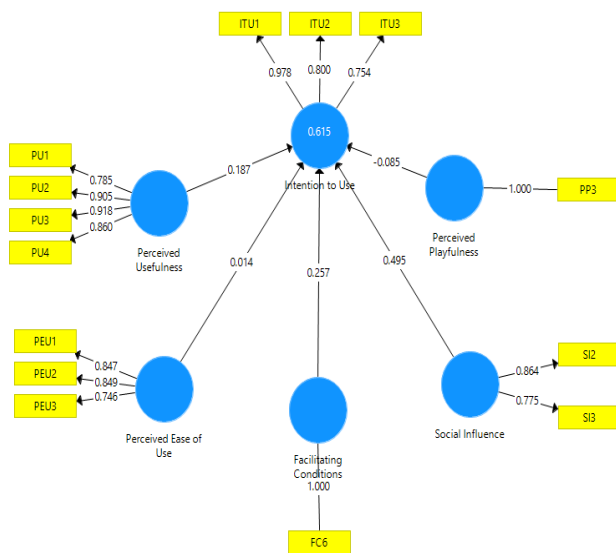 ITU1
ITU2
ITU3
0.978
0.800
0.754
0.615
Intention to Use
PU1
PU2
PU3
PU4
0.785
0.905
0.918
0.860
Perceived
Usefulness
0.187
-0.085
Perceived
Playfulness
1.000
PP3
0.014
0.257
0.495
PEU1
PEU2
PEU3
0.847
0.849
0.746
Perceived Ease of
Use
Facilitating
Conditions
1.000
FC6
Social Influence
0.864
0.775
SI2
SI3